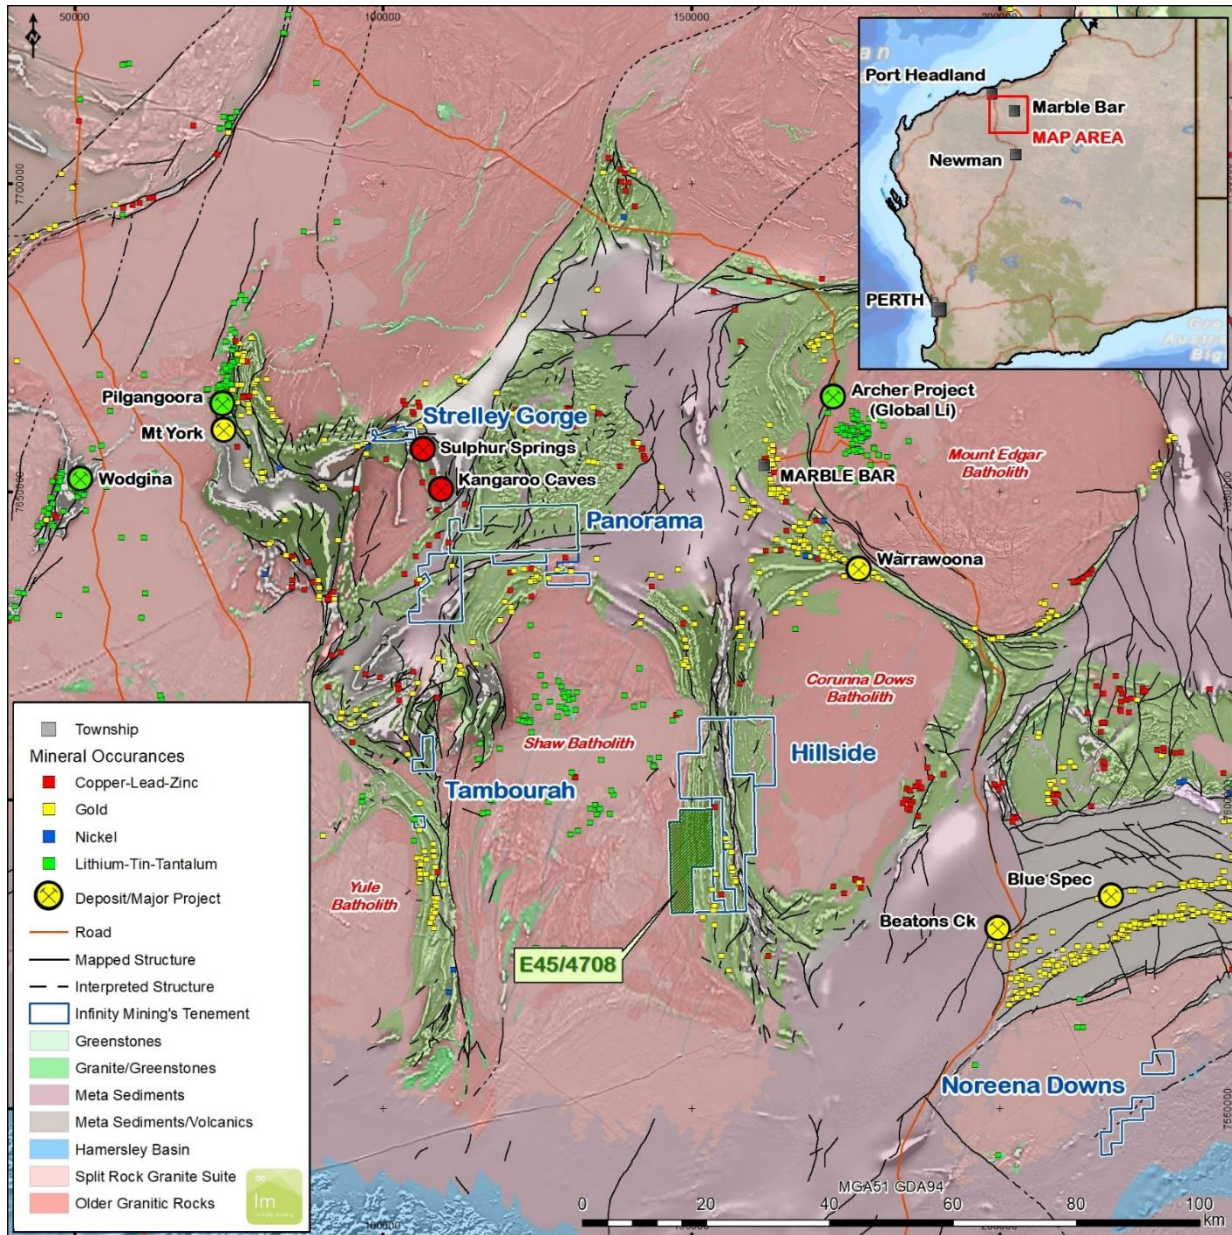 50000
100000
150000
200000
N
Port Headland
Marble Bar
MAP AREA
Newman
PERTH
7700000
7650000
7550000
Pilgangoora
Mt York
Wodgina
Strelley Gorge
Sulphur Springs
Kangaroo Caves
Panorama
Archer Project
(Global Li)
MARBLE BAR
Mount Edgar
Batholith
Warrawoona
Corunna Dows
Batholith
Shaw Batholith
Hillside
Tambourah
Yule
Batholith
E45/4708
Blue Spec
Beatons Ck
Noreena Downs
Township
Mineral Occurances
Copper-Lead-Zinc
Gold
Nickel
Lithium-Tin-Tantalum
Deposit/Major Project
Road
Mapped Structure
Interpreted Structure
Infinity Mining's Tenement
Greenstones
Granite/Greenstones
Meta Sediments
Meta Sediments/Volcanics
Hamersley Basin
Split Rock Granite Suite
Older Granitic Rocks
Im
MGA51 GDA94
0 20 40 60 80 100
km
100000